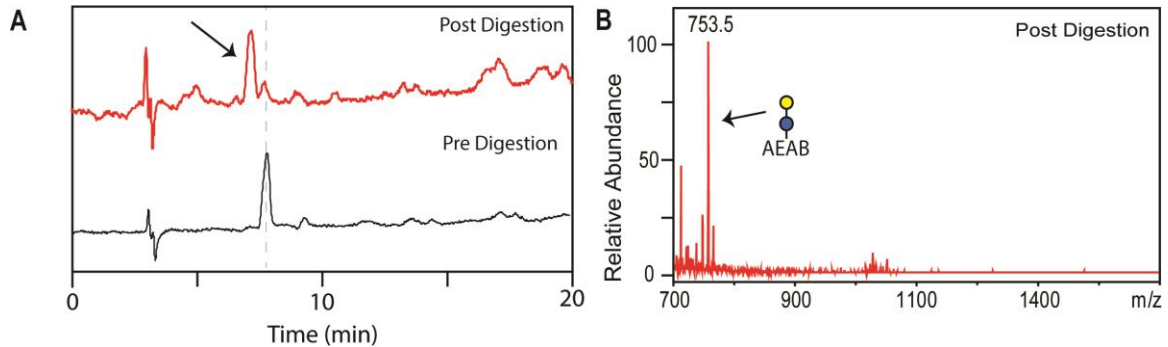 A
Post Digestion
Pre Digestion
0
10
20
Time (min)
B
753.5
Post Digestion
AEAB
Relative Abundance
100
50
0
700
900
1100
1400
m/z